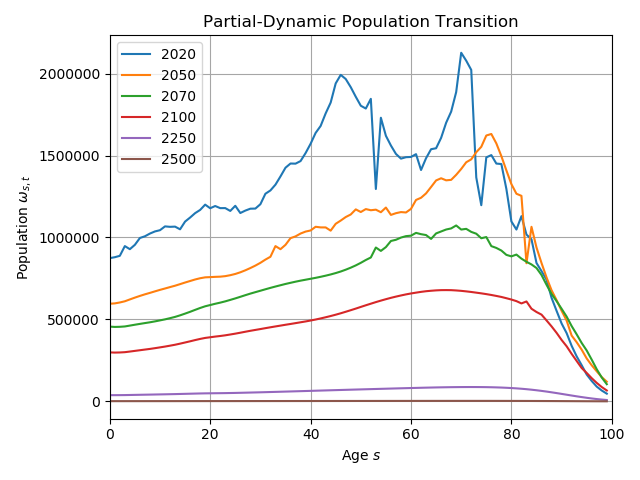 Partial-Dynamic Population Transition
2020
2050
2070
2100
2250
2500
2000000
1500000
1000000
500000
0
Population ω_{s,t}
0 20 40 60 80 100
Age s